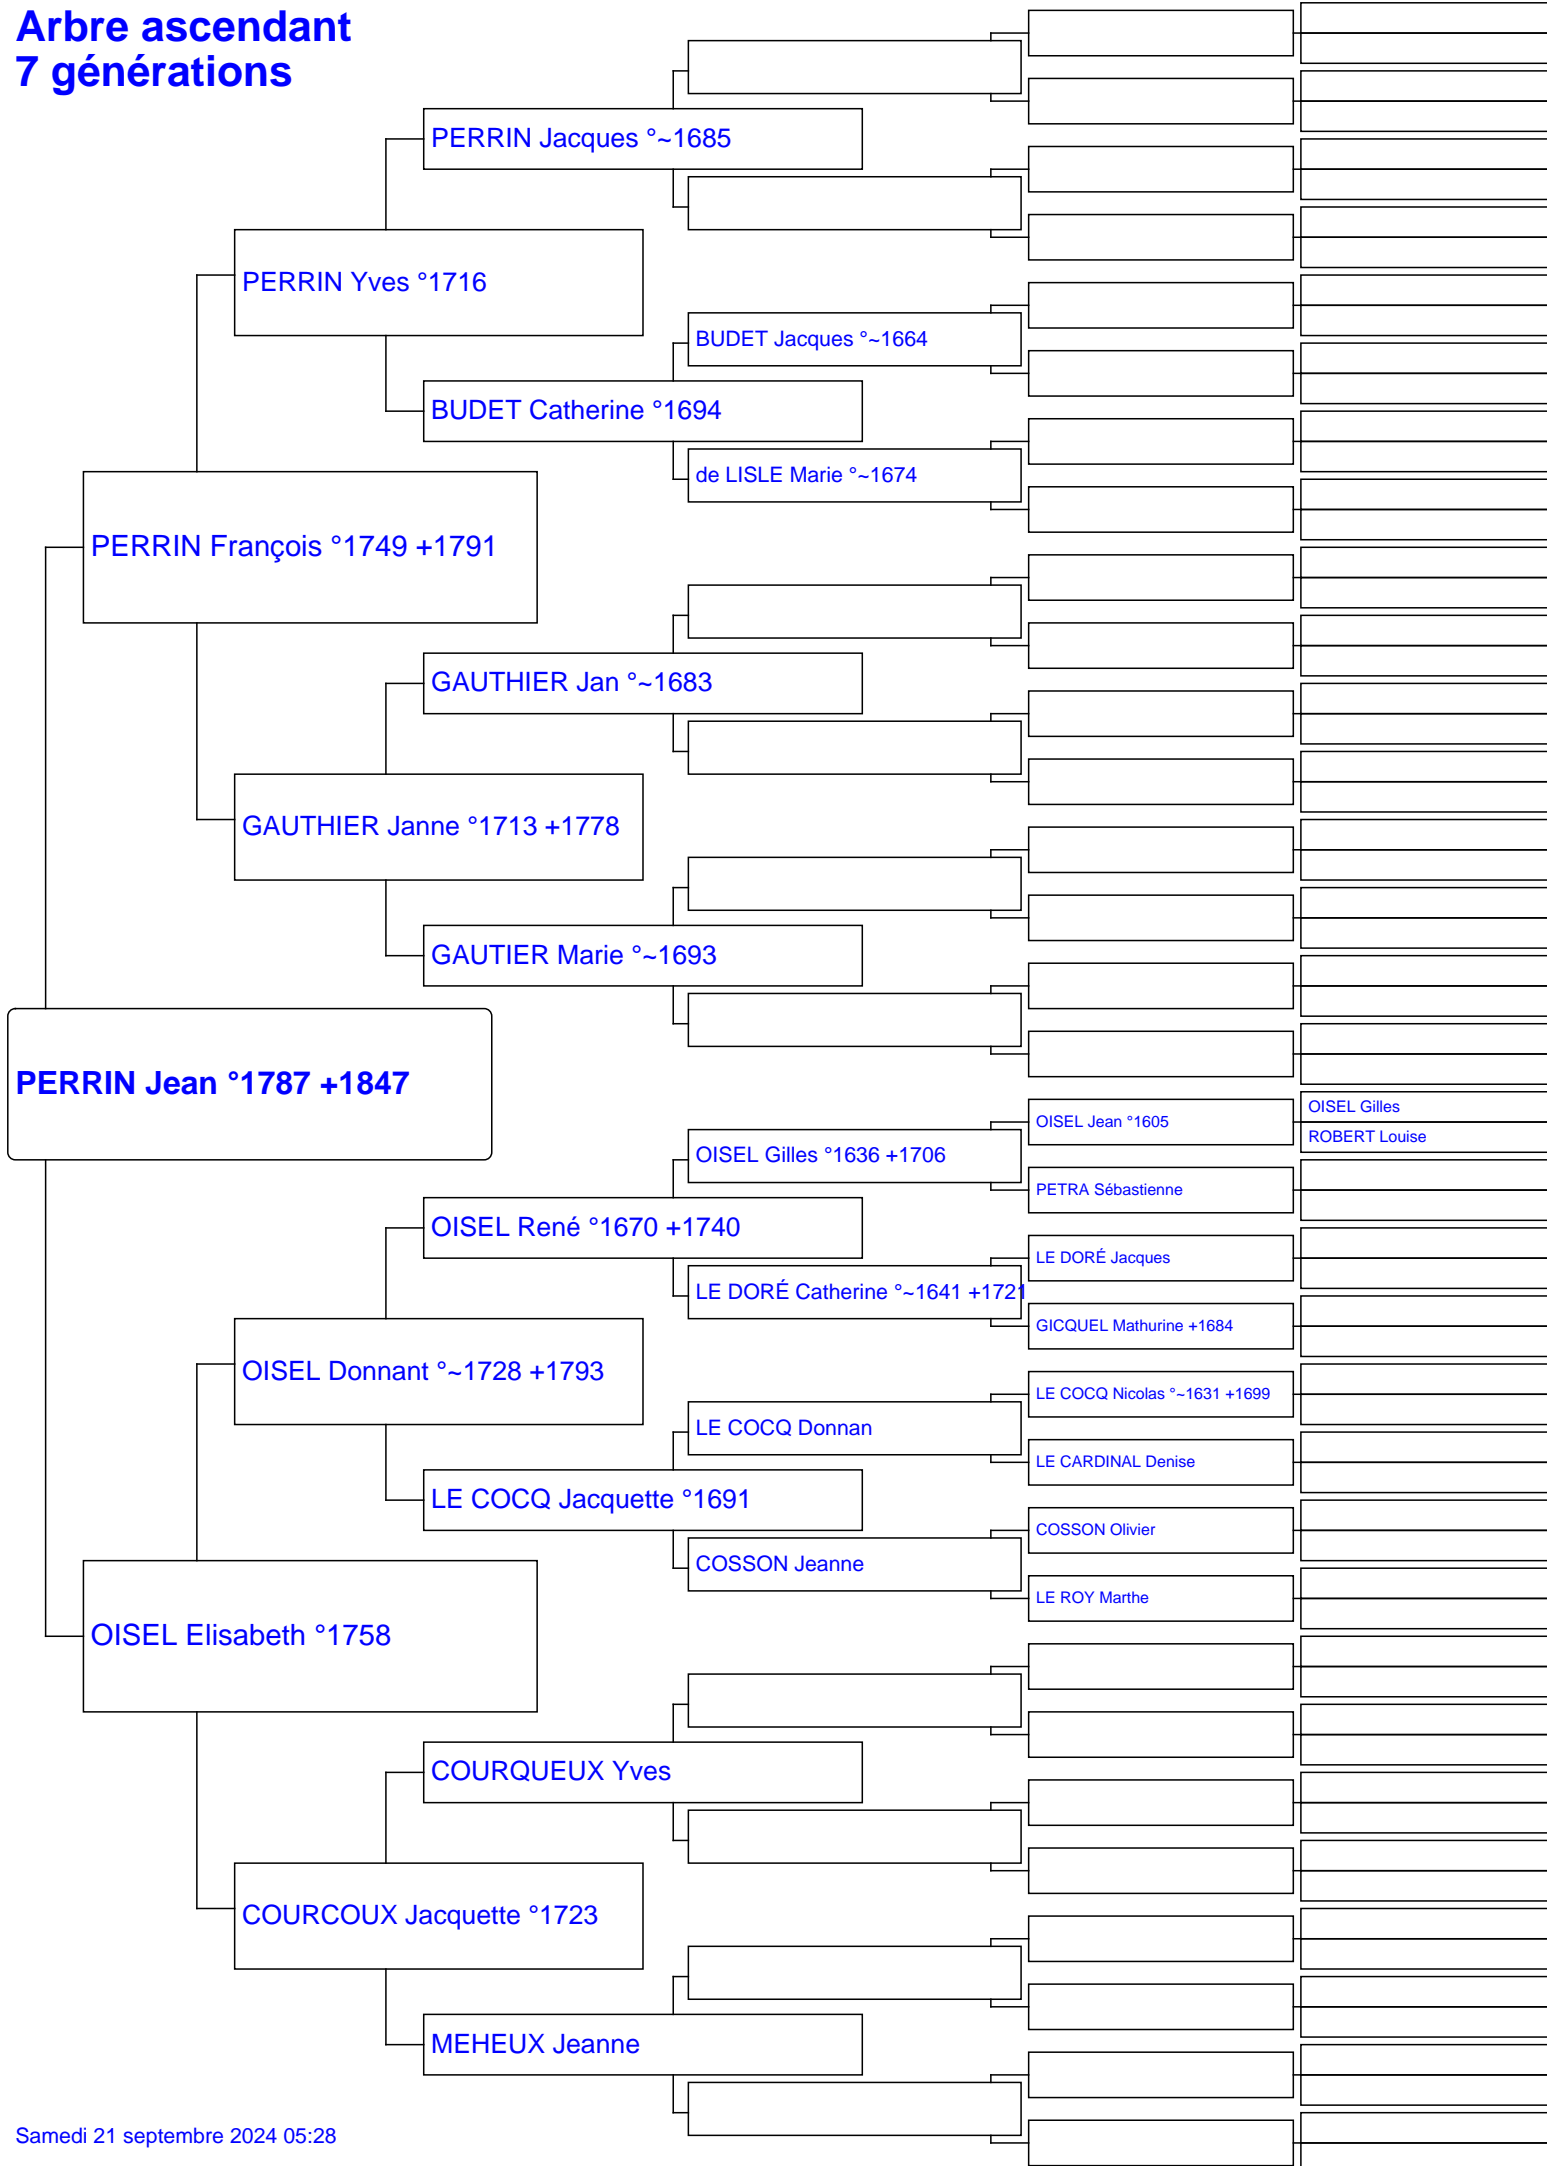 Arbre ascendant
7 générations
PERRIN Jacques °~1685
PERRIN Yves °1716
BUDET Jacques °~1664
BUDET Catherine °1694
de LISLE Marie °~1674
PERRIN François °1749 +1791
GAUTHIER Jan °~1683
GAUTHIER Janne °1713 +1778
GAUTIER Marie °~1693
PERRIN Jean °1787 +1847
OISEL Gilles
OISEL Jean °1605
ROBERT Louise
OISEL Gilles °1636 +1706
PETRA Sébastienne
OISEL René °1670 +1740
LE DORÉ Jacques
LE DORÉ Catherine °~1641 +1721
GICQUEL Mathurine +1684
OISEL Donnant °~1728 +1793
LE COCQ Nicolas °~1631 +1699
LE COCQ Donnan
LE CARDINAL Denise
LE COCQ Jacquette °1691
COSSON Olivier
COSSON Jeanne
LE ROY Marthe
OISEL Elisabeth °1758
COURQUEUX Yves
COURCOUX Jacquette °1723
MEHEUX Jeanne
Samedi 21 septembre 2024 05:28